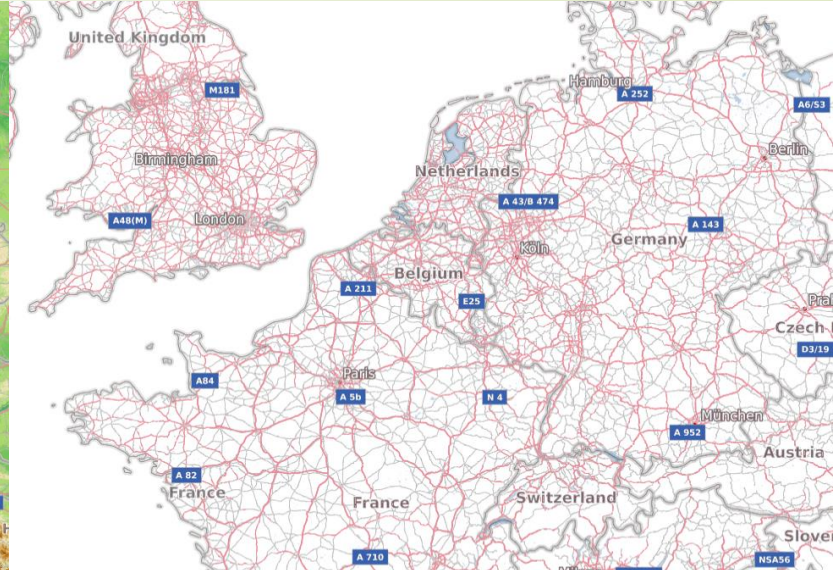 United Kingdom
Hamburg
M181
A 252
A6/S3
Birmingham
Berlin
Netherlands
A 43/B 474
A48(M)
London
A 143
Köln
Germany
Belgium
A 211
E25
Czech
D3/19
Paris
A84
A 5b
N 4
München
A 952
Austria
A 82
France
France
Switzerland
A 710
NSA56